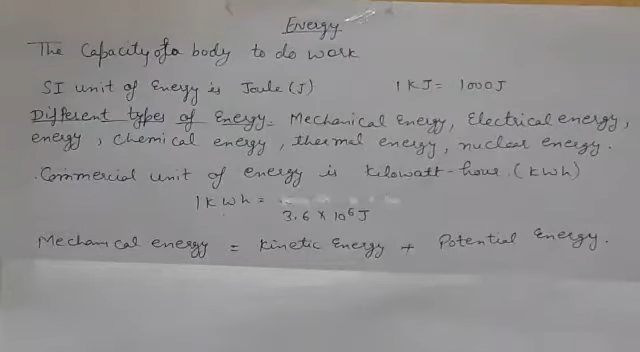 Energy
The Capacity of a body to do work
SI unit of Energy is Joule (J) 1 KJ = 1000J
Different types of Energy - Mechanical Energy, Electrical energy,
energy, Chemical energy, thermal energy, nuclear energy.
Commercial unit of energy is kilowatt-hour (kwh)
1 kwh =
3.6 × 10⁶ J
Mechanical energy = Kinetic Energy + Potential Energy.